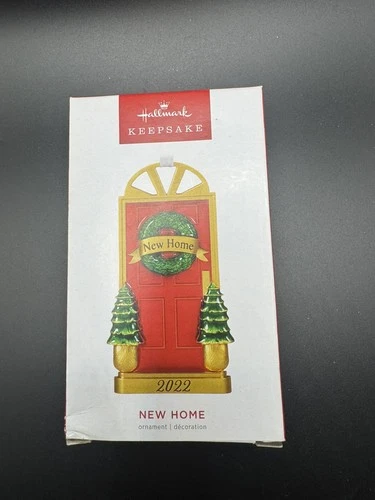 Hallmark
KEEPSAKE
New Home
2022
NEW HOME
ornament | décoration